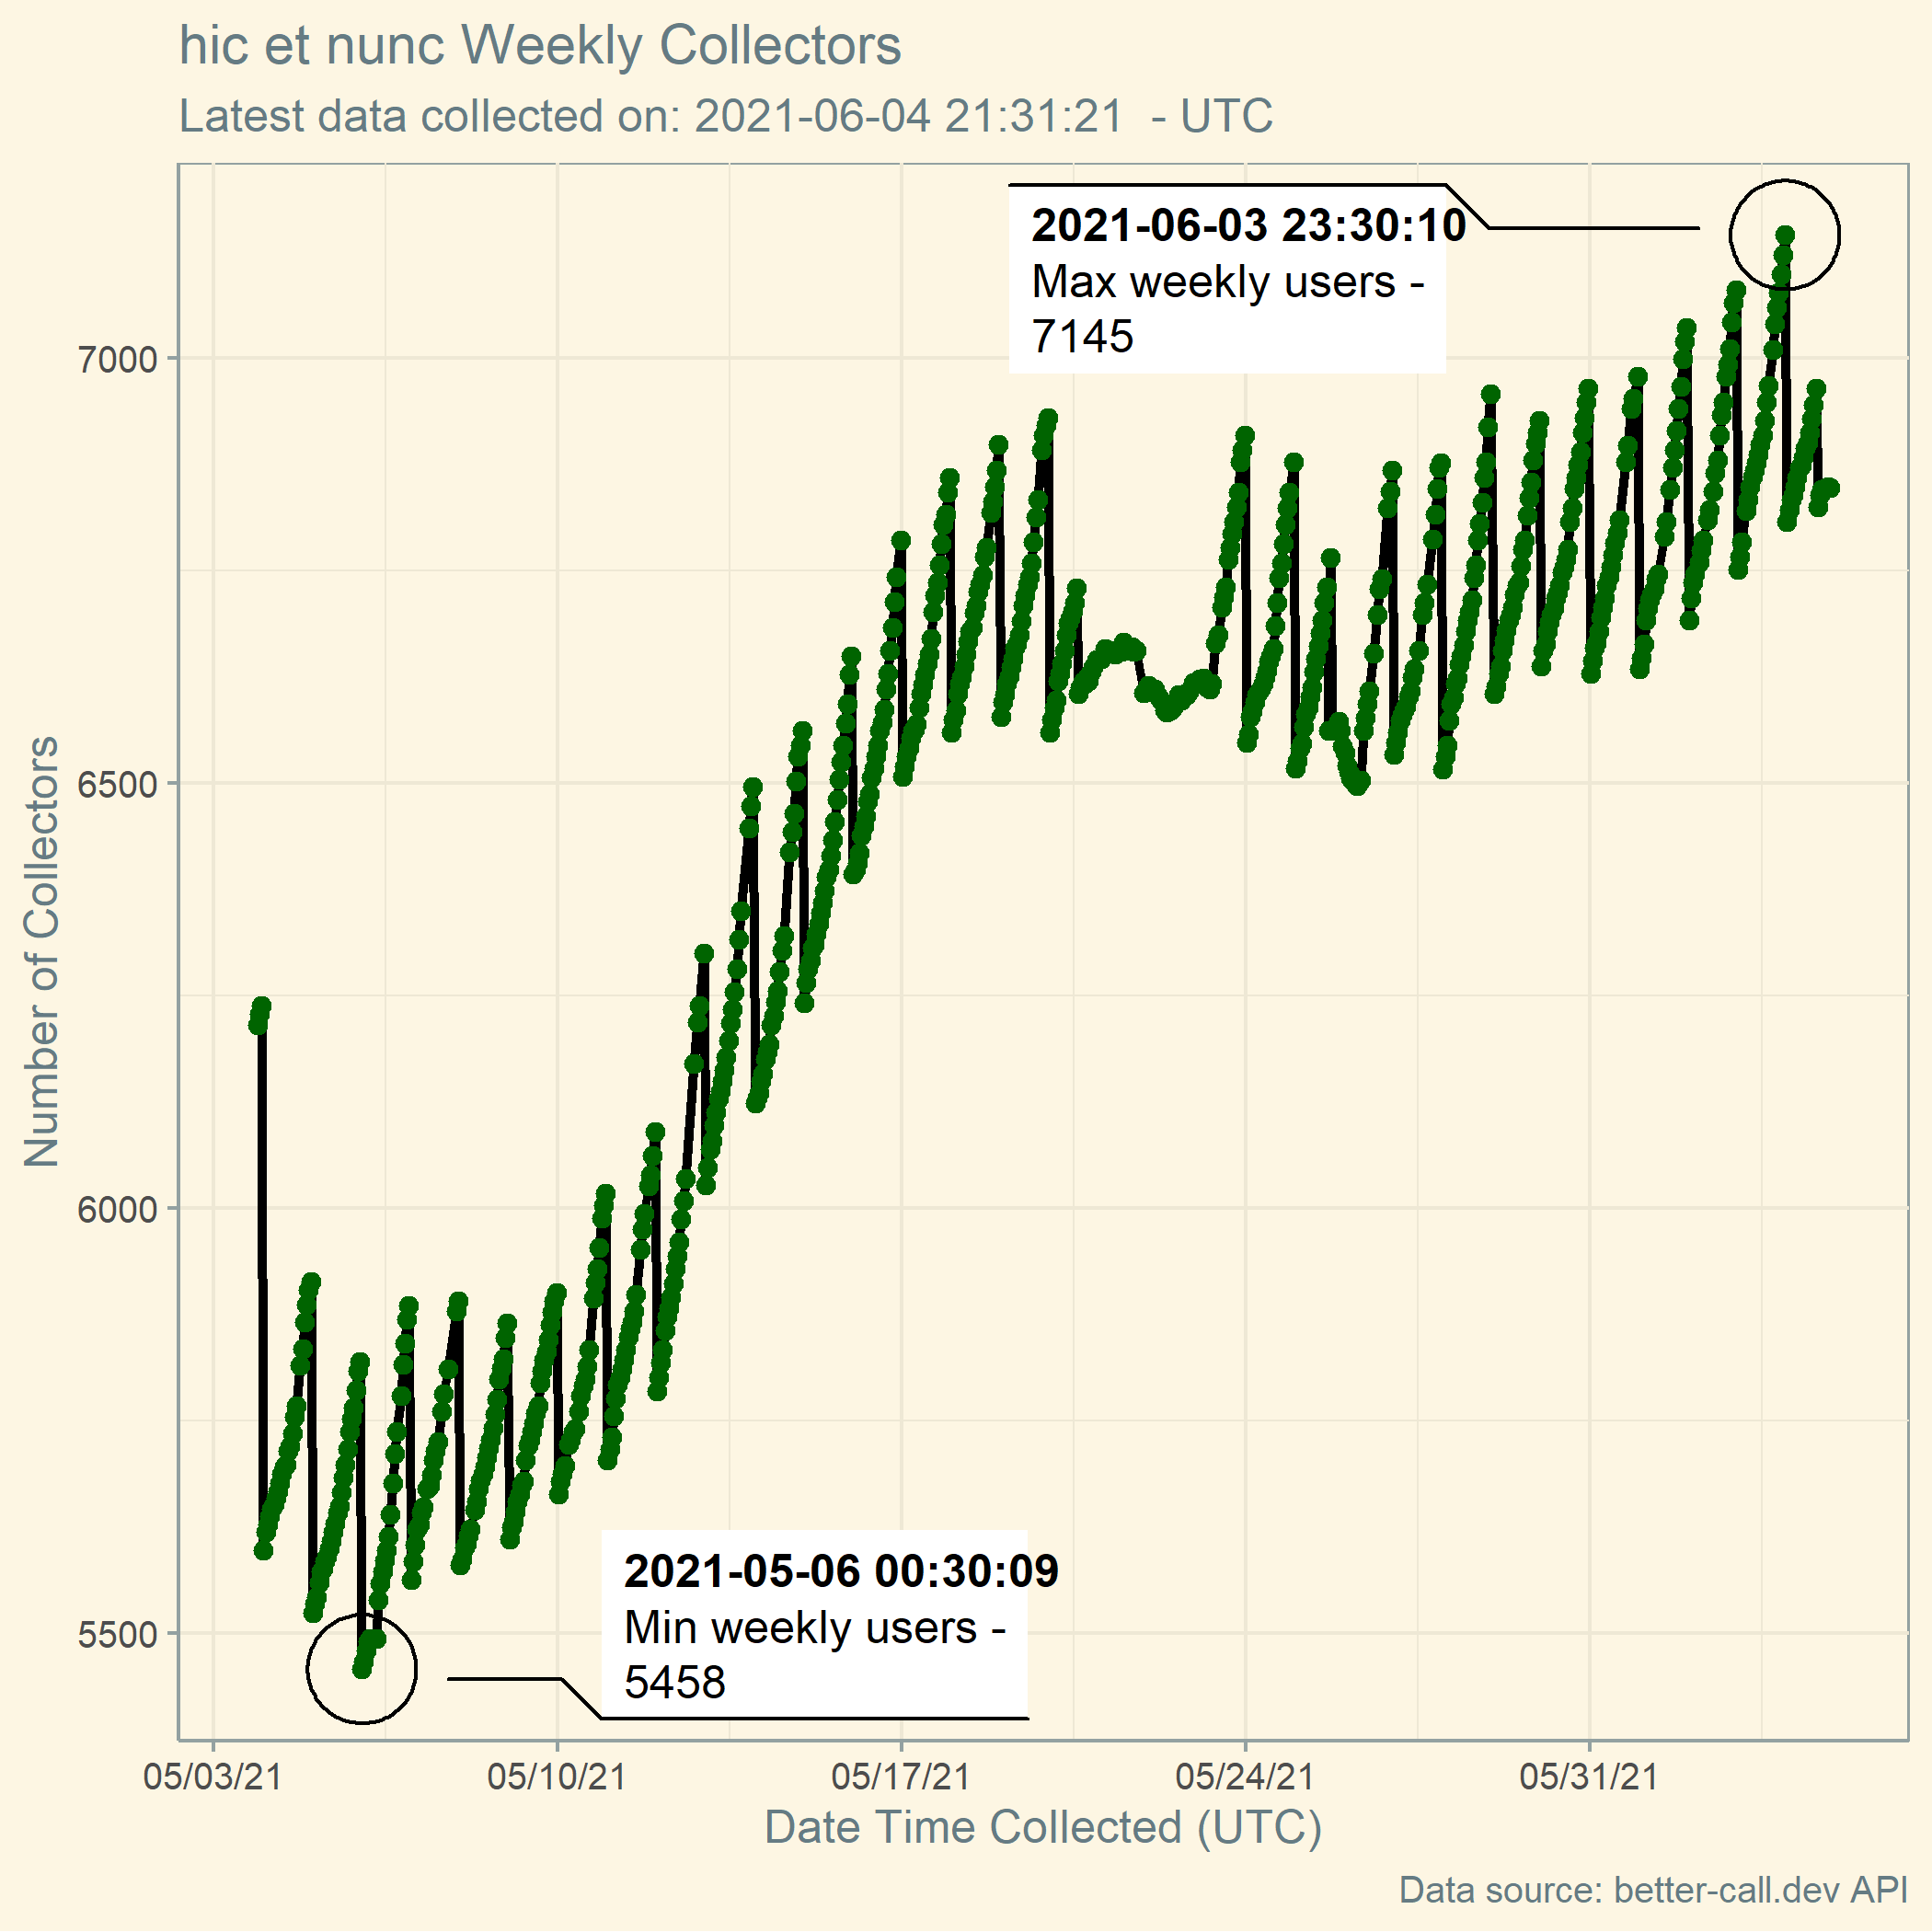 hic et nunc Weekly Collectors
Latest data collected on: 2021-06-04 21:31:21  - UTC
2021-06-03 23:30:10
Max weekly users -
7145
7000
6500
6000
5500
Number of Collectors
2021-05-06 00:30:09
Min weekly users -
5458
05/03/21 05/10/21 05/17/21 05/24/21 05/31/21
Date Time Collected (UTC)
Data source: better-call.dev API